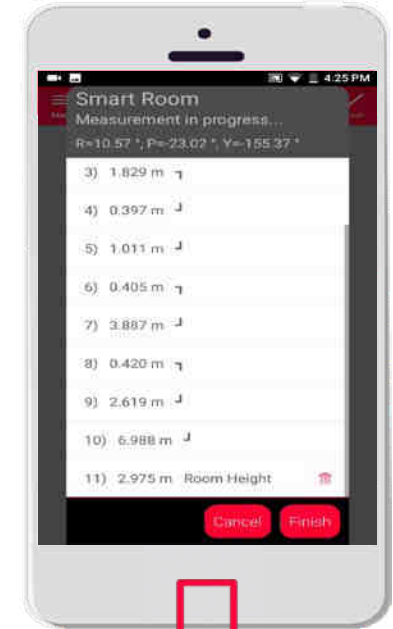 4:25 PM
Smart Room
Measurement in progress...
R=10.57 °, P=-23.02 °, Y=-155.37 °
3) 1.829 m
4) 0.397 m
5) 1.011 m
6) 0.405 m
7) 3.887 m
8) 0.420 m
9) 2.619 m
10) 6.988 m
11) 2.975 m Room Height
Cancel Finish